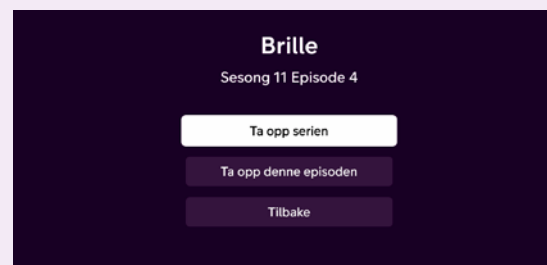 Brille
Sesong 11 Episode 4
Ta opp serien
Ta opp denne episoden
Tilbake